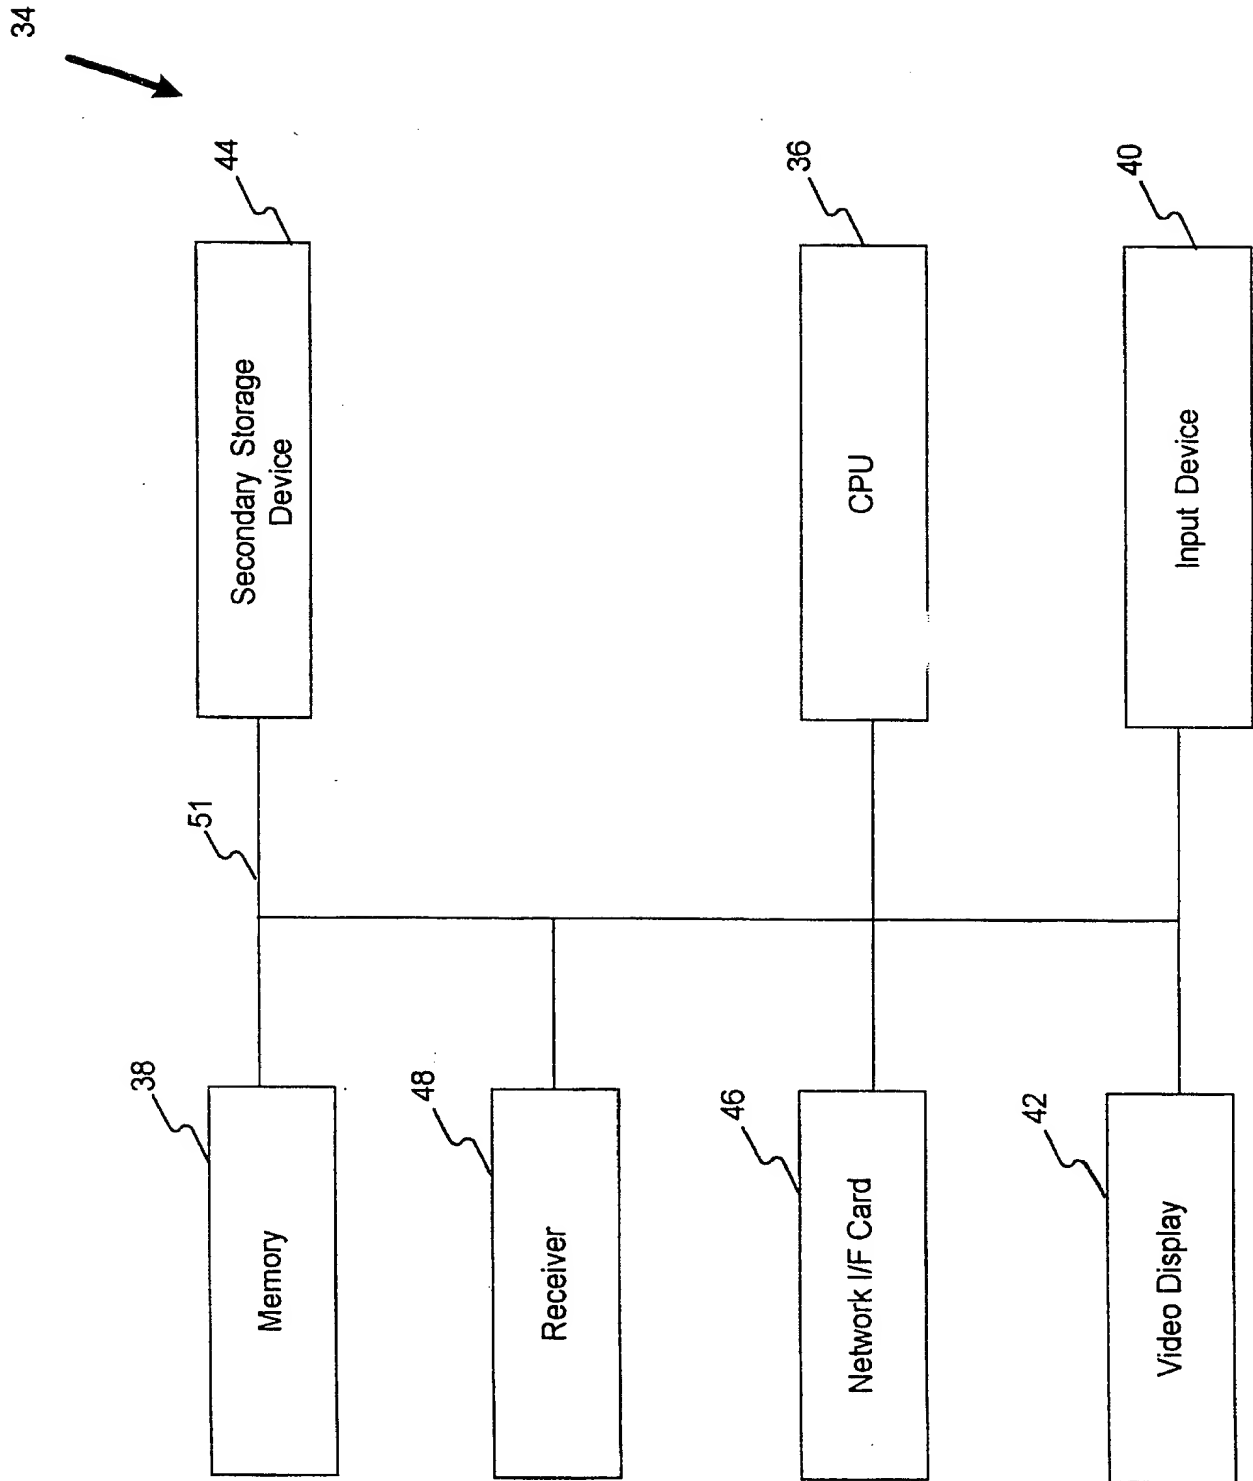 34
38
Memory
51
44
Secondary Storage
Device
48
Receiver
46
Network I/F Card
36
CPU
42
Video Display
40
Input Device